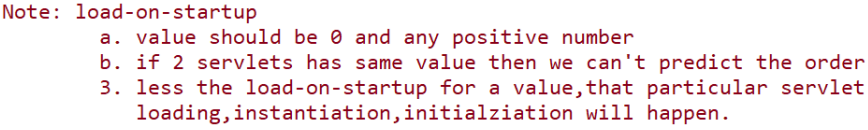 Note: load-on-startup
a. value should be 0 and any positive number
b. if 2 servlets has same value then we can't predict the order
3. less the load-on-startup for a value,that particular servlet
loading,instantiation,initialziation will happen.